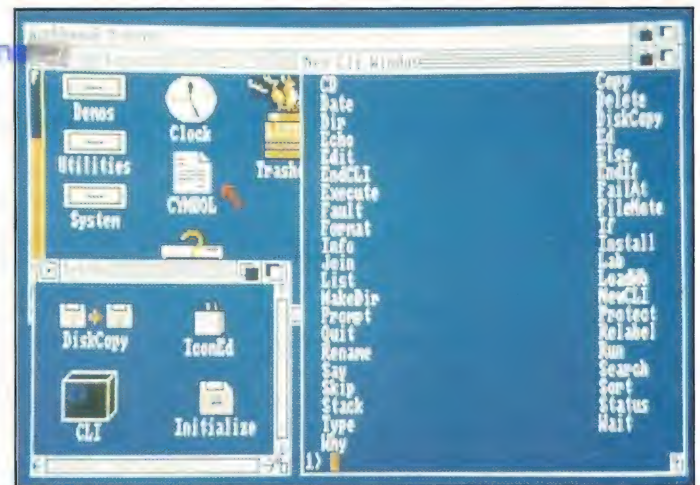 New CLI Window
Demos
Clock
Utilities
Trashc
CYMBOL
System
DiskCopy
IconEd
CLI
Initialize
CD Copy
Date Delete
Dir DiskCopy
Echo Ed
Edit Else
EndCLI EndIf
Execute FailAt
Fault FileNote
Format If
Info Install
Join Lab
List LoadWb
MakeDir NewCLI
Prompt Protect
Quit Relabel
Rename Run
Say Search
Skip Sort
Stack Status
Type Wait
Why
1>